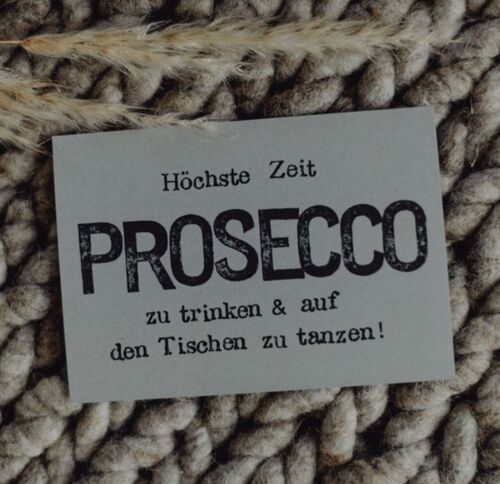 Höchste Zeit
PROSECCO
zu trinken & auf
den Tischen zu tanzen!